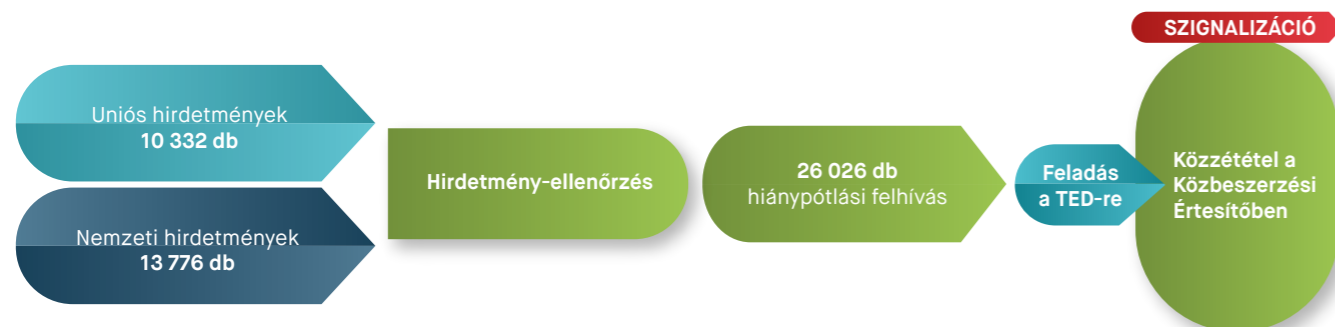 SZIGNALIZÁCIÓ
Uniós hirdetmények
10 332 db
Nemzeti hirdetmények
13 776 db
Hirdetmény-ellenőrzés
26 026 db
hiánypótlási felhívás
Feladás
a TED-re
Közzététel a
Közbeszerzési
Értesítőben